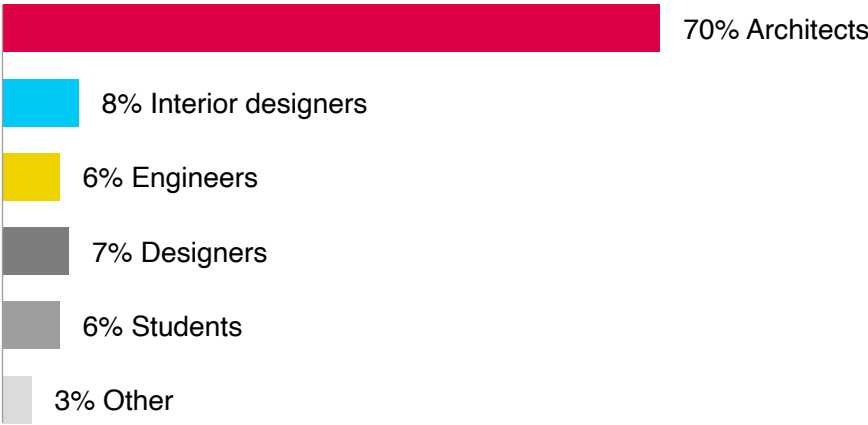 70% Architects
8% Interior designers
6% Engineers
7% Designers
6% Students
3% Other